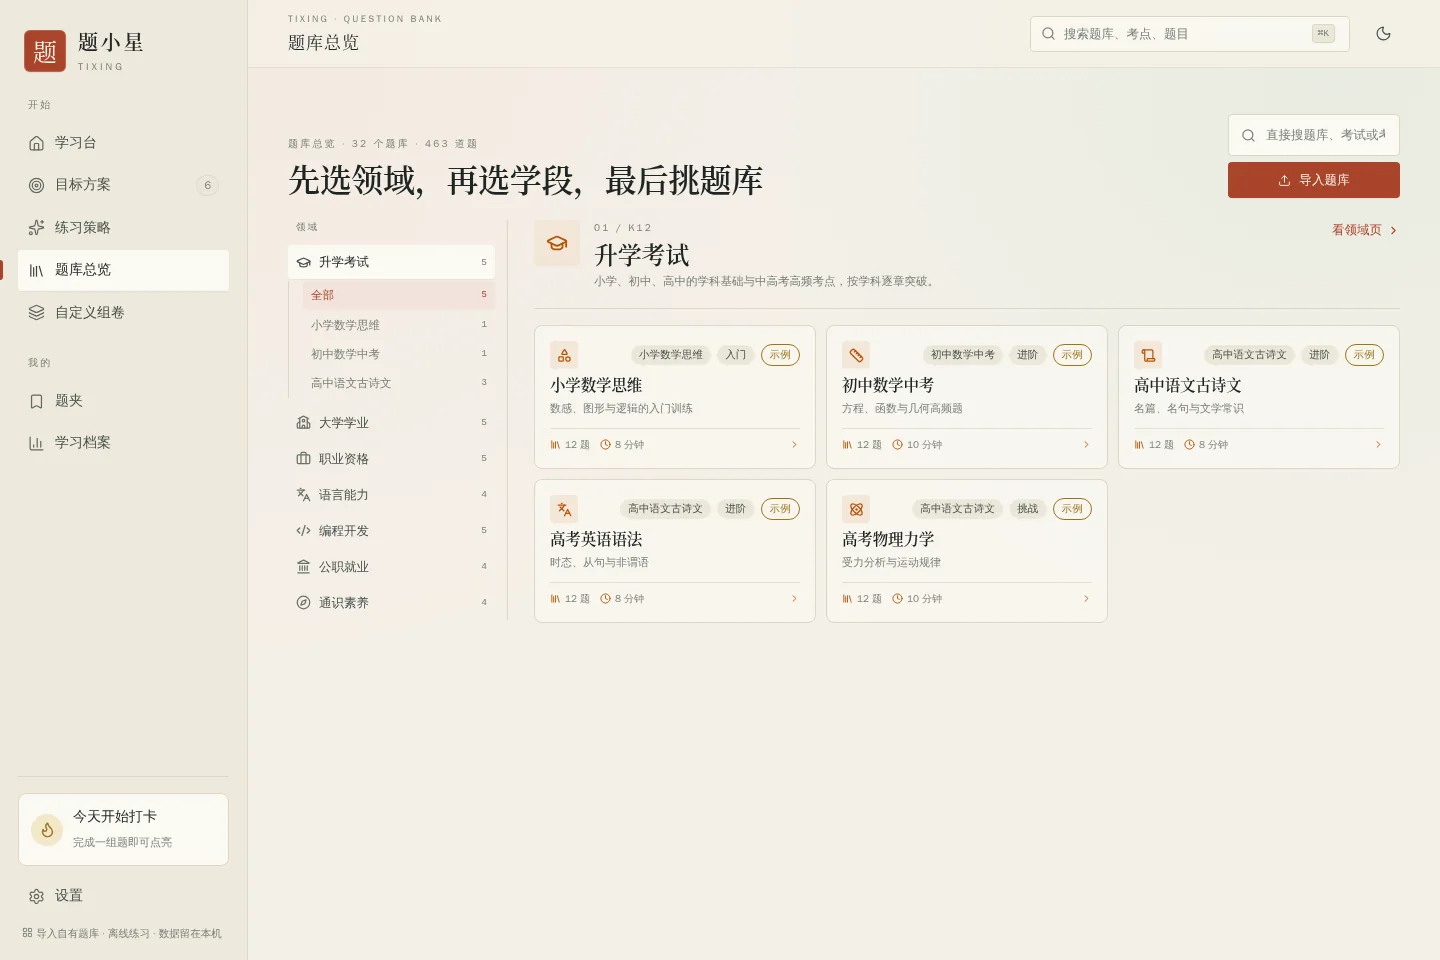 题
题小星
TIXING
开始
学习台
目标方案
6
练习策略
题库总览
自定义组卷
我的
题夹
学习档案
今天开始打卡
完成一组题即可点亮
设置
导入自有题库 · 离线练习 · 数据留在本机
TIXING · QUESTION BANK
题库总览
搜索题库、考点、题目
⌘K
题库总览 · 32 个题库 · 463 道题
先选领域，再选学段，最后挑题库
直接搜题库、考试或
导入题库
领域
升学考试 5
全部 5
小学数学思维 1
初中数学中考 1
高中语文古诗文 3
大学学业 5
职业资格 5
语言能力 4
编程开发 5
公职就业 4
通识素养 4
01 / K12
升学考试
小学、初中、高中的学科基础与中高考高频考点，按学科逐章突破。
看领域页
小学数学思维 入门 示例
小学数学思维
数感、图形与逻辑的入门训练
12 题 8 分钟
初中数学中考 进阶 示例
初中数学中考
方程、函数与几何高频题
12 题 10 分钟
高中语文古诗文 进阶 示例
高中语文古诗文
名篇、名句与文学常识
12 题 8 分钟
高中语文古诗文 进阶 示例
高考英语语法
时态、从句与非谓语
12 题 8 分钟
高中语文古诗文 挑战 示例
高考物理力学
受力分析与运动规律
12 题 10 分钟